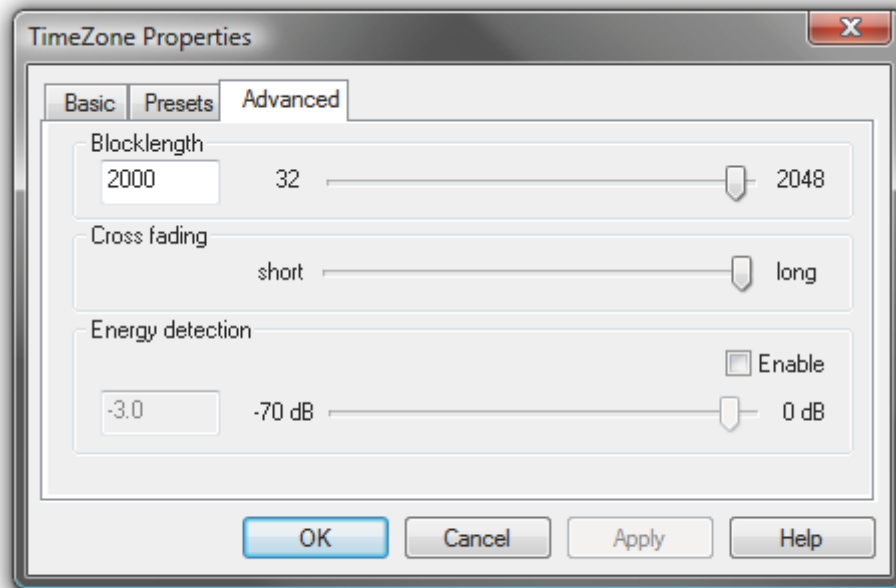 TimeZone Properties
Basic Presets Advanced
Blocklength
2000 32 2048
Cross fading
short long
Energy detection
Enable
-3.0 -70 dB 0 dB
OK Cancel Apply Help